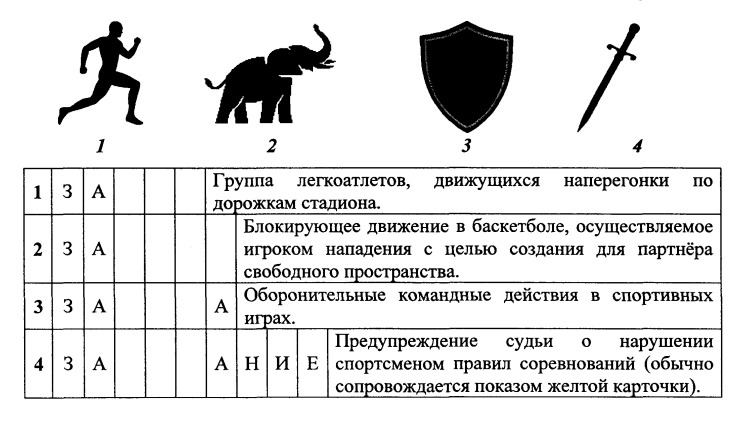 1 2 3 4
1 З А Группа легкоатлетов, движущихся наперегонки по
дорожкам стадиона.
2 З А Блокирующее движение в баскетболе, осуществляемое
игроком нападения с целью создания для партнёра
свободного пространства.
3 З А А Оборонительные командные действия в спортивных
играх.
4 З А А Н И Е Предупреждение судьи о нарушении
спортсменом правил соревнований (обычно
сопровождается показом желтой карточки).